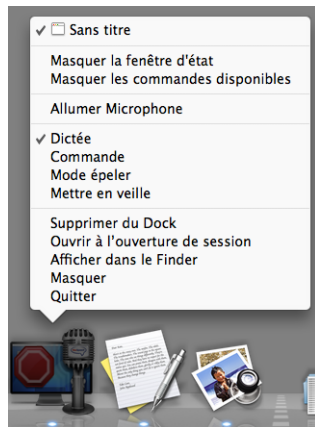 Sans titre
Masquer la fenêtre d'état
Masquer les commandes disponibles
Allumer Microphone
Dictée
Commande
Mode épeler
Mettre en veille
Supprimer du Dock
Ouvrir à l'ouverture de session
Afficher dans le Finder
Masquer
Quitter